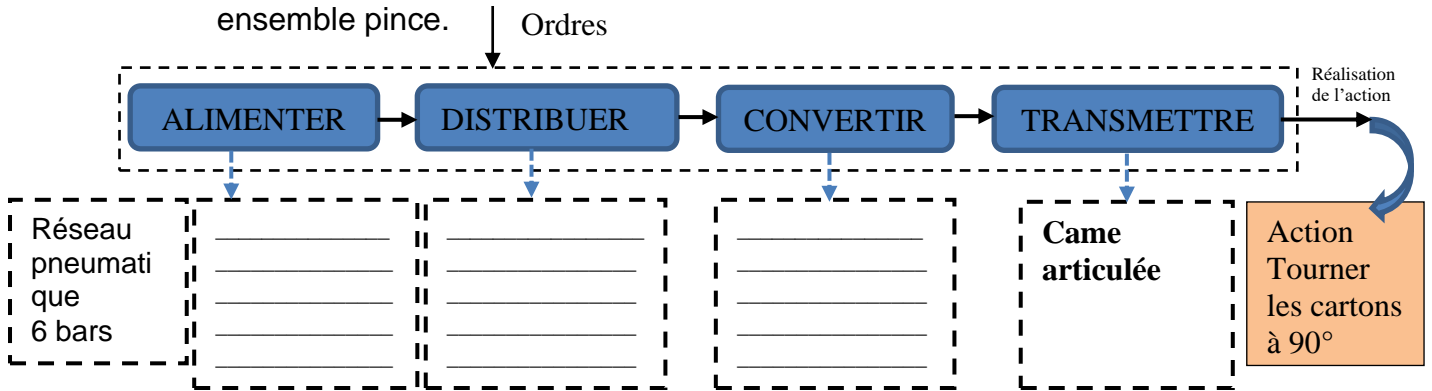 ensemble pince.
Ordres
Réalisation
de l'action
ALIMENTER
DISTRIBUER
CONVERTIR
TRANSMETTRE
Réseau
pneumati
que
6 bars
Came
articulée
Action
Tourner
les cartons
à 90°